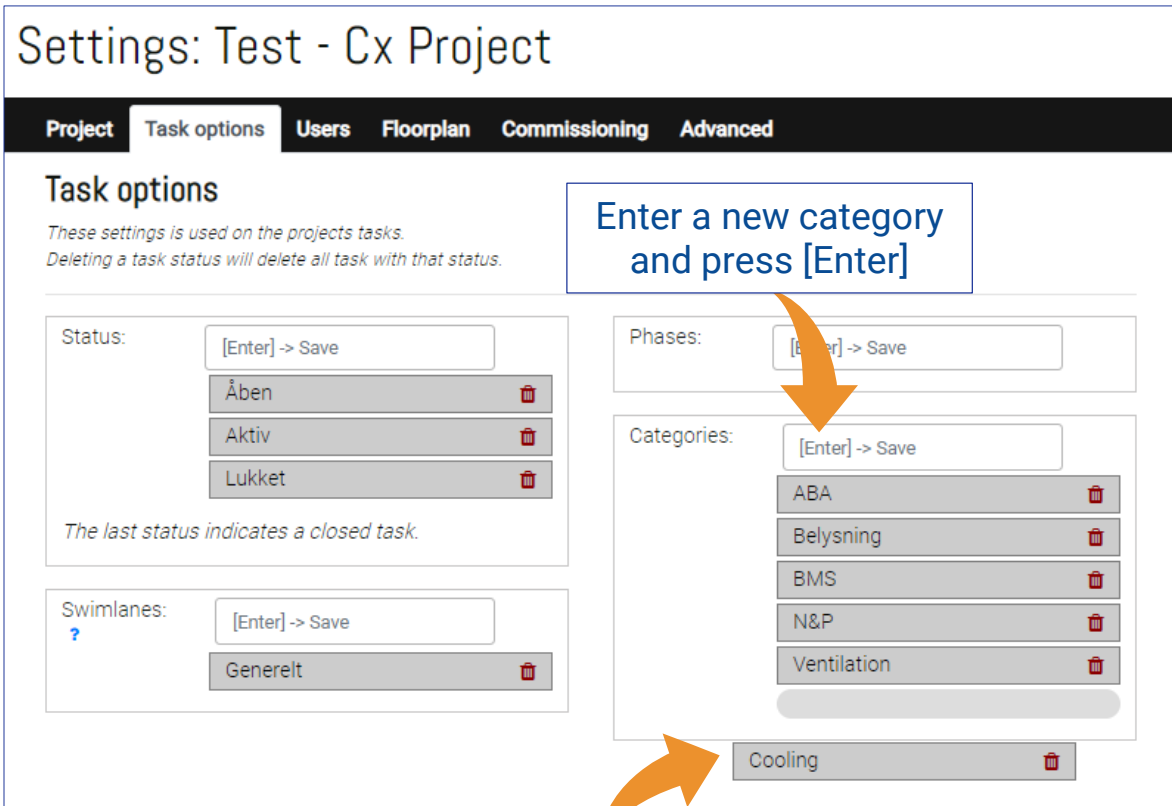 Settings: Test - Cx Project
Project Task options Users Floorplan Commissioning Advanced
Task options
These settings is used on the projects tasks.
Deleting a task status will delete all task with that status.
Enter a new category
and press [Enter]
Status:
[Enter] -> Save
Åben
Aktiv
Lukket
The last status indicates a closed task.
Swimlanes:
?
[Enter] -> Save
Generelt
Phases:
-> Save
Categories:
[Enter] -> Save
ABA
Belysning
BMS
N&P
Ventilation
Cooling